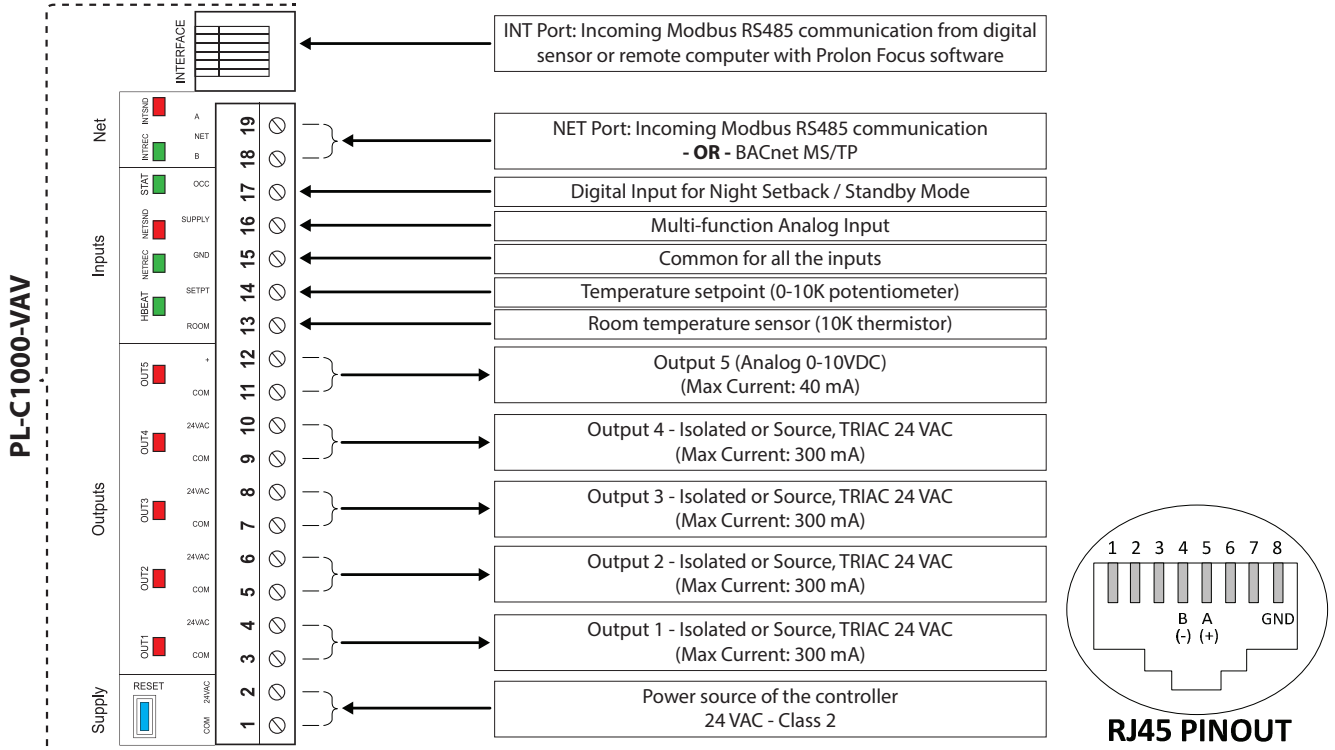 PL-C1000-VAV
INTERFACE
INT Port: Incoming Modbus RS485 communication from digital
sensor or remote computer with Prolon Focus software
Net
INTSND
INTREC
A
NET
B
19
18
NET Port: Incoming Modbus RS485 communication
- OR - BACnet MS/TP
Inputs
STAT
NETSND
NETREC
HBEAT
OCC
17
Digital Input for Night Setback / Standby Mode
SUPPLY
16
Multi-function Analog Input
GND
15
Common for all the inputs
SETPT
14
Temperature setpoint (0-10K potentiometer)
ROOM
13
Room temperature sensor (10K thermistor)
Outputs
OUT5
+
COM
12
11
Output 5 (Analog 0-10VDC)
(Max Current: 40 mA)
OUT4
24VAC
COM
10
9
Output 4 - Isolated or Source, TRIAC 24 VAC
(Max Current: 300 mA)
OUT3
24VAC
COM
8
7
Output 3 - Isolated or Source, TRIAC 24 VAC
(Max Current: 300 mA)
OUT2
24VAC
COM
6
5
Output 2 - Isolated or Source, TRIAC 24 VAC
(Max Current: 300 mA)
OUT1
24VAC
COM
4
3
Output 1 - Isolated or Source, TRIAC 24 VAC
(Max Current: 300 mA)
Supply
RESET
24VAC
COM
2
1
Power source of the controller
24 VAC - Class 2
1 2 3 4 5 6 7 8
B A GND
(-) (+)
RJ45 PINOUT